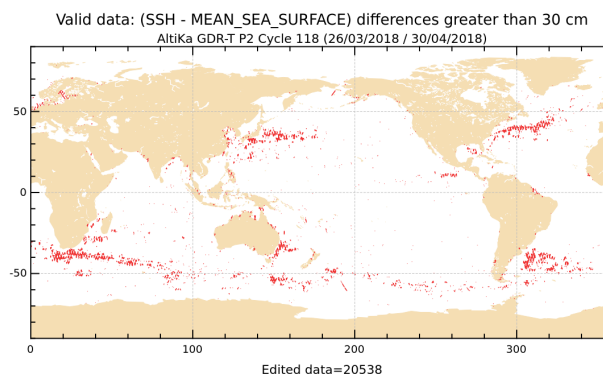 Valid data: (SSH - MEAN_SEA_SURFACE) differences greater than 30 cm
AltiKa GDR-T P2 Cycle 118 (26/03/2018 / 30/04/2018)
50
0
-50
0
100
200
300
Edited data=20538